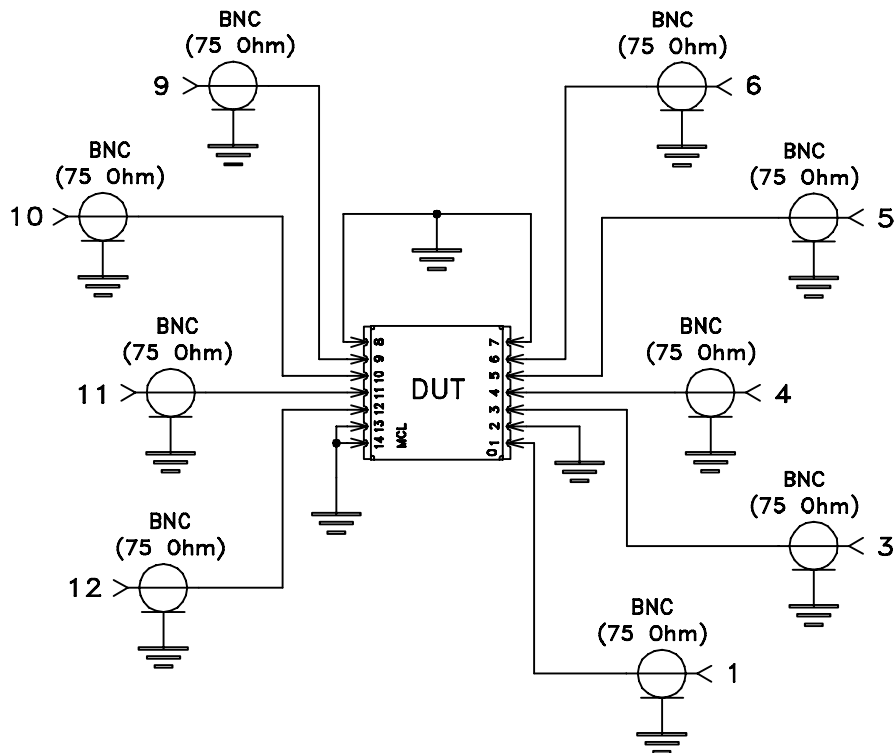 BNC
(75 Ohm)
9
BNC
(75 Ohm)
6
BNC
(75 Ohm)
10
BNC
(75 Ohm)
5
BNC
(75 Ohm)
11
BNC
(75 Ohm)
4
8
9
10
11
12
13
14
MCL
DUT
7
6
5
4
3
2
1
BNC
(75 Ohm)
3
BNC
(75 Ohm)
12
BNC
(75 Ohm)
1